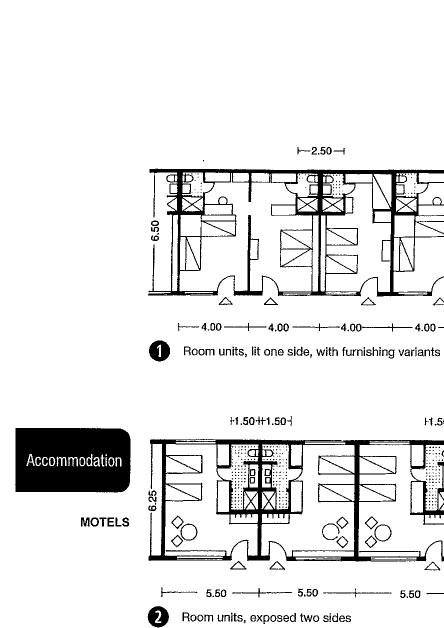 2.50
6.50
4.00 4.00 4.00 4.00
1 Room units, lit one side, with furnishing variants
1.50 1.50
Accommodation
MOTELS
6.25
5.50 5.50 5.50
2 Room units, exposed two sides